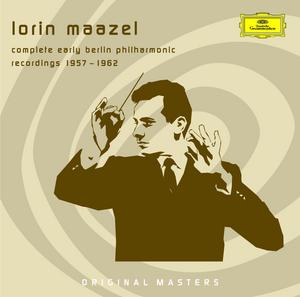 lorin maazel
complete early berlin philharmonic
recordings 1957 – 1962
Deutsche
Grammophon
ORIGINAL MASTERS